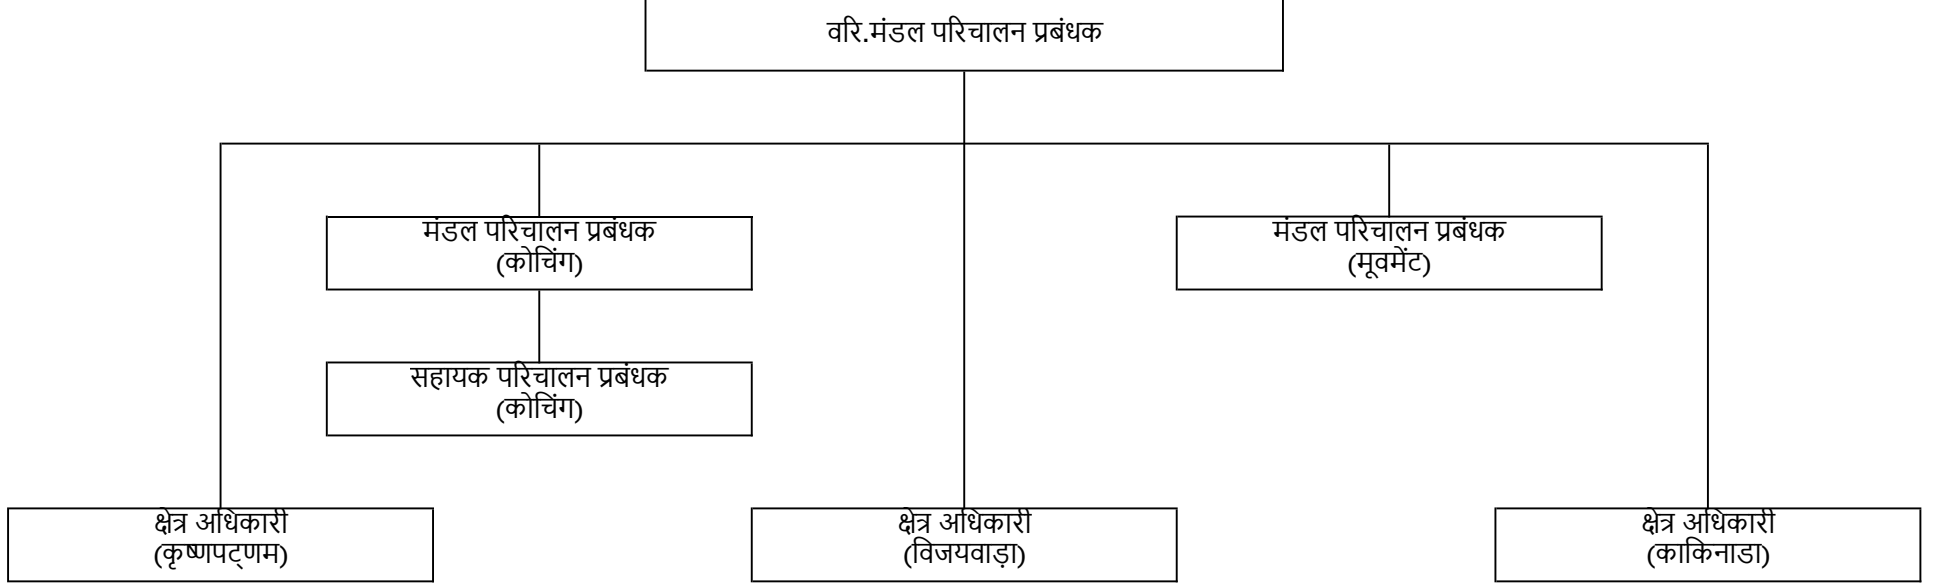 वरि.मंडल परिचालन प्रबंधक
मंडल परिचालन प्रबंधक
(कोचिंग)
मंडल परिचालन प्रबंधक
(मूवमेंट)
सहायक परिचालन प्रबंधक
(कोचिंग)
क्षेत्र अधिकारी
(कृष्णपट्णम)
क्षेत्र अधिकारी
(विजयवाड़ा)
क्षेत्र अधिकारी
(काकिनाडा)